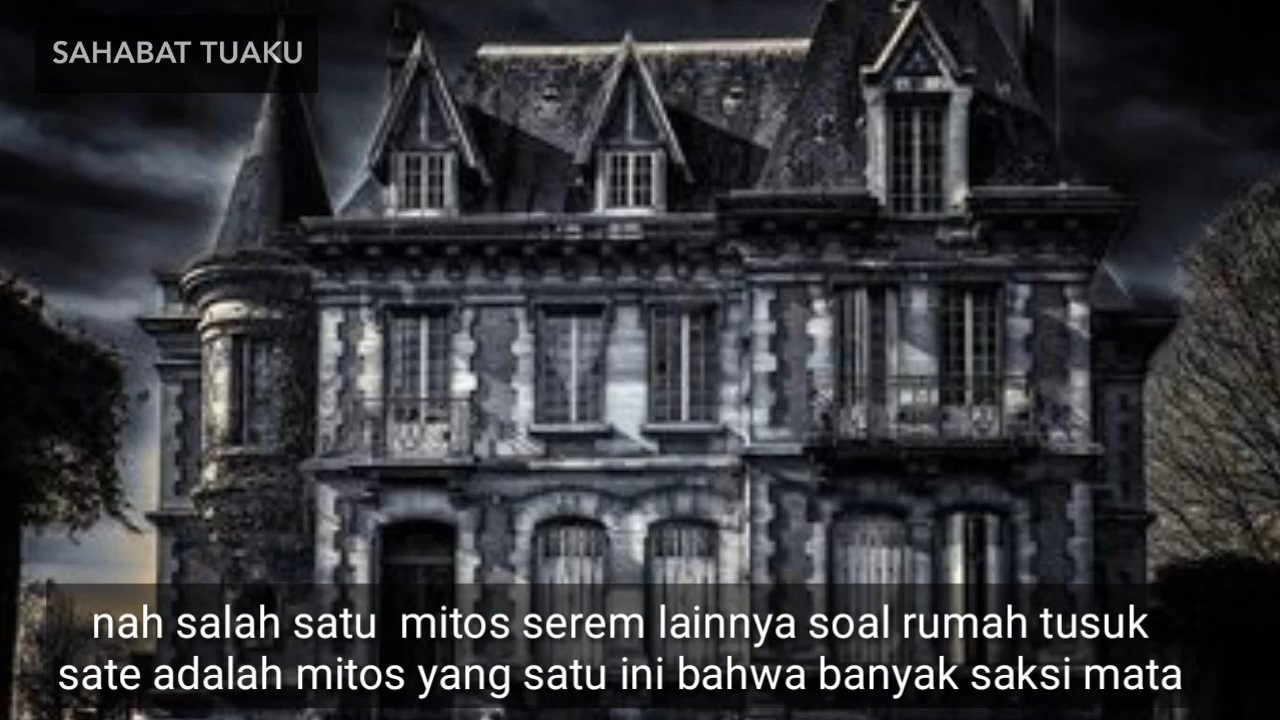 SAHABAT TUAKU
nah salah satu  mitos serem lainnya soal rumah tusuk
sate adalah mitos yang satu ini bahwa banyak saksi mata